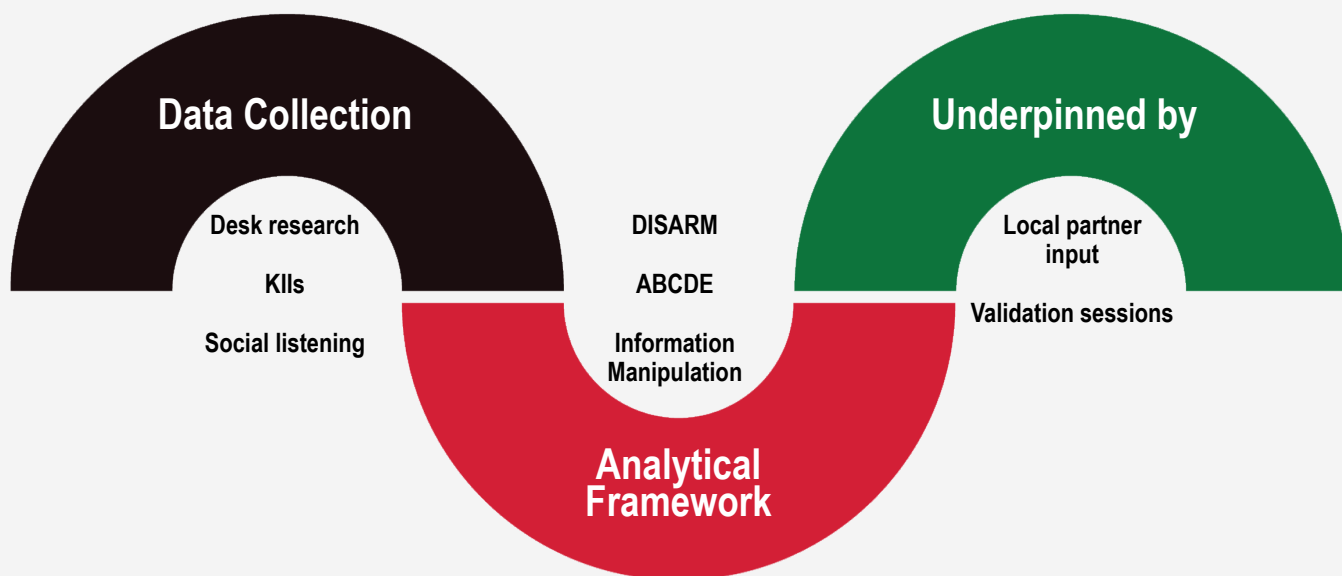 Data Collection
Desk research
KIIs
Social listening
DISARM
ABCDE
Information
Manipulation
Analytical
Framework
Underpinned by
Local partner
input
Validation sessions